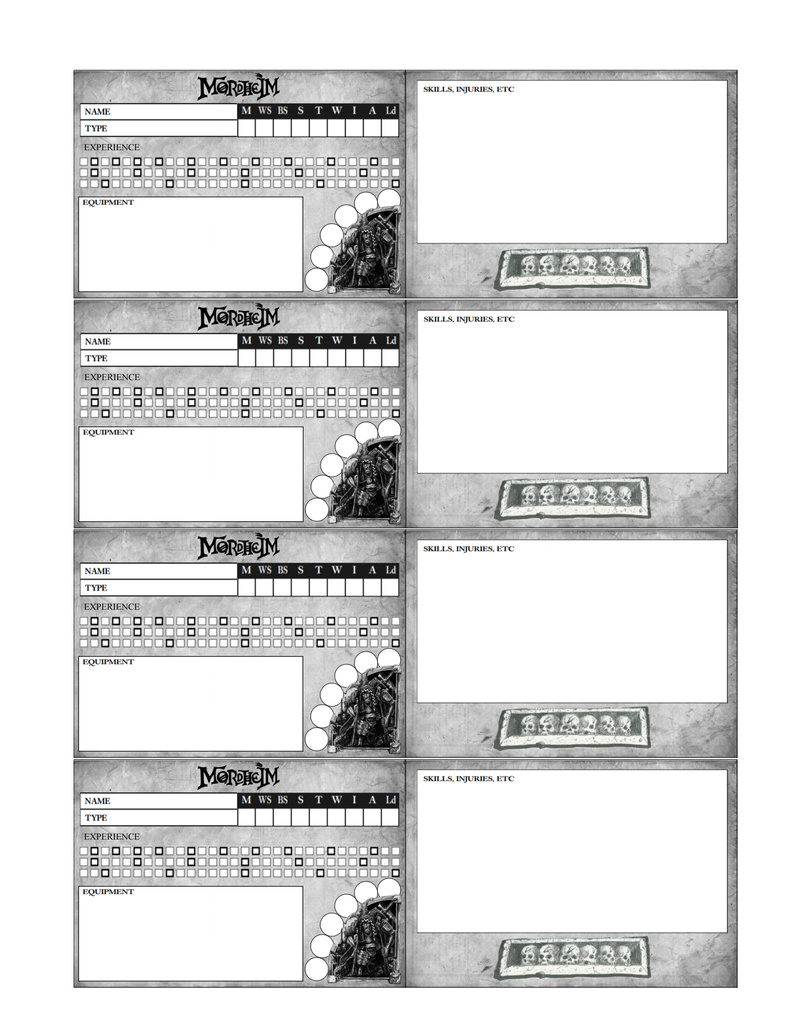 MORDHEIM
NAME M WS BS S T W I A Ld
TYPE
EXPERIENCE
EQUIPMENT
SKILLS, INJURIES, ETC
MORDHEIM
NAME M WS BS S T W I A Ld
TYPE
EXPERIENCE
EQUIPMENT
SKILLS, INJURIES, ETC
MORDHEIM
NAME M WS BS S T W I A Ld
TYPE
EXPERIENCE
EQUIPMENT
SKILLS, INJURIES, ETC
MORDHEIM
NAME M WS BS S T W I A Ld
TYPE
EXPERIENCE
EQUIPMENT
SKILLS, INJURIES, ETC